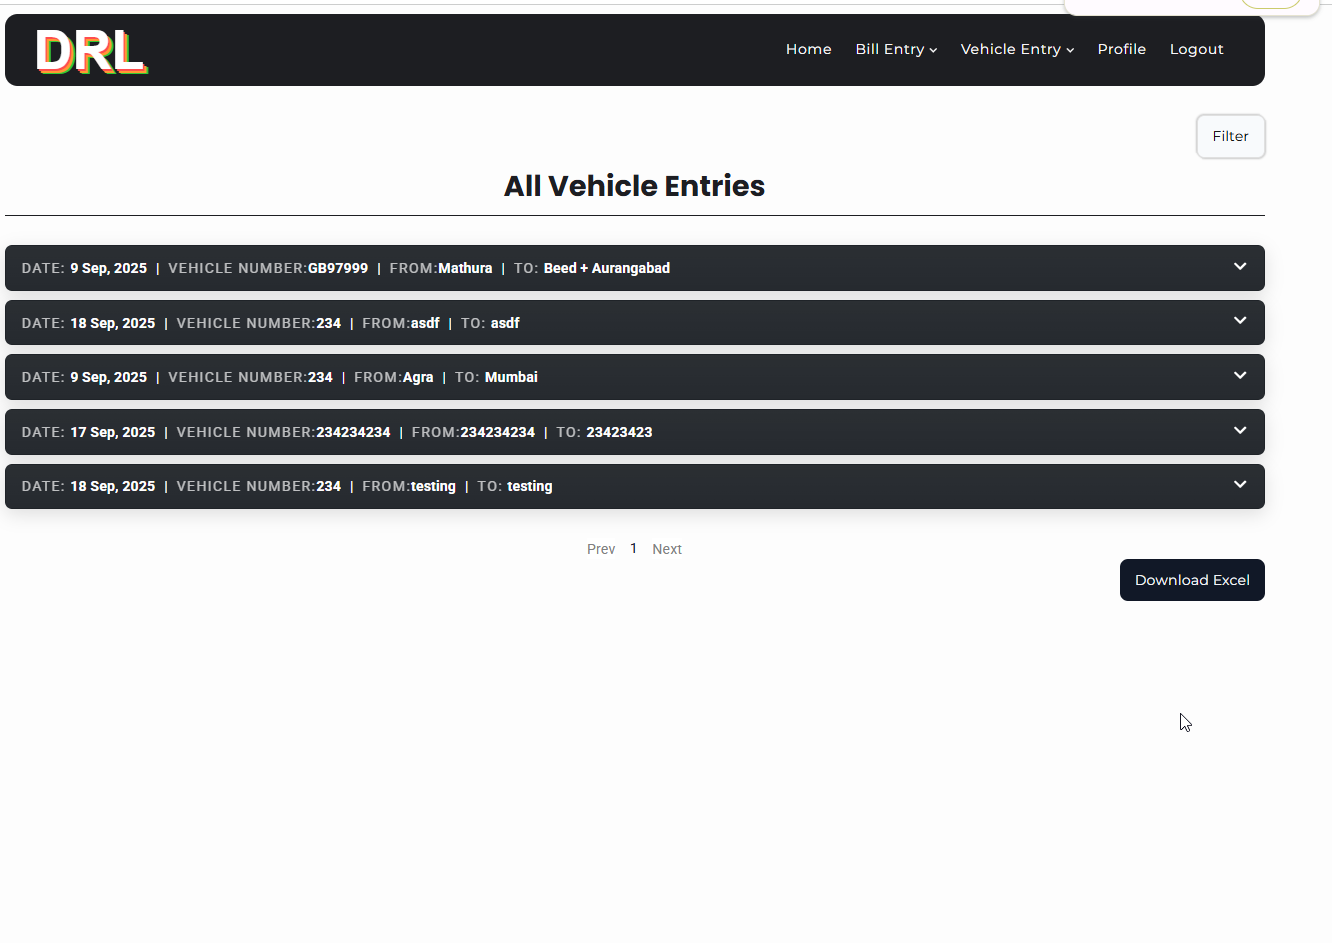 DRL
Home Bill Entry Vehicle Entry Profile Logout
Filter
All Vehicle Entries
DATE: 9 Sep, 2025 | VEHICLE NUMBER:GB97999 | FROM:Mathura | TO: Beed + Aurangabad
DATE: 18 Sep, 2025 | VEHICLE NUMBER:234 | FROM:asdf | TO: asdf
DATE: 9 Sep, 2025 | VEHICLE NUMBER:234 | FROM:Agra | TO: Mumbai
DATE: 17 Sep, 2025 | VEHICLE NUMBER:234234234 | FROM:234234234 | TO: 23423423
DATE: 18 Sep, 2025 | VEHICLE NUMBER:234 | FROM:testing | TO: testing
Prev 1 Next
Download Excel